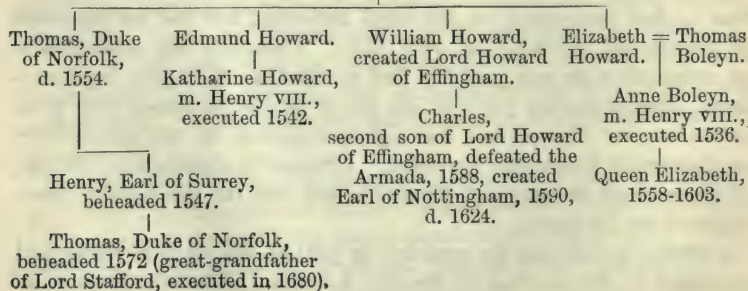 Thomas, Duke
of Norfolk,
d. 1554.
Edmund Howard.
Katharine Howard,
m. Henry VIII.,
executed 1542.
William Howard,
created Lord Howard
of Effingham.
Charles,
second son of Lord Howard
of Effingham, defeated the
Armada, 1588, created
Earl of Nottingham, 1590,
d. 1624.
Elizabeth = Thomas
Howard. Boleyn.
Anne Boleyn,
m. Henry VIII.,
executed 1536.
Queen Elizabeth,
1558-1603.
Henry, Earl of Surrey,
beheaded 1547.
Thomas, Duke of Norfolk,
beheaded 1572 (great-grandfather
of Lord Stafford, executed in 1680).